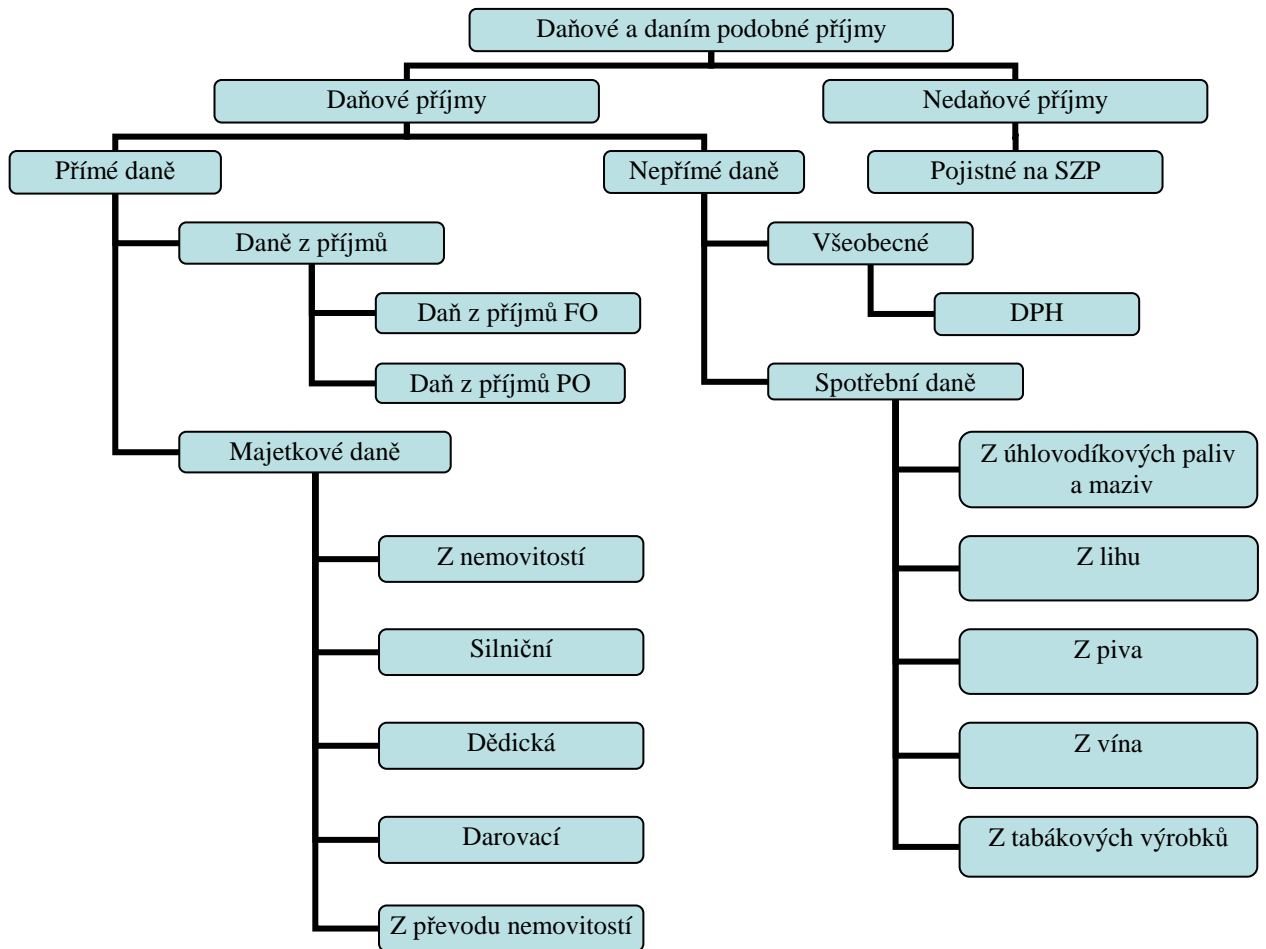 Daňové a daním podobné příjmy
Daňové příjmy
Nedaňové příjmy
Přímé daně
Nepřímé daně
Pojistné na SZP
Daně z příjmů
Všeobecné
Daň z příjmů FO
DPH
Daň z příjmů PO
Spotřební daně
Majetkové daně
Z úhlovodíkových paliv
a maziv
Z nemovitostí
Z lihu
Silniční
Z piva
Dědická
Z vína
Darovací
Z tabákových výrobků
Z převodu nemovitostí